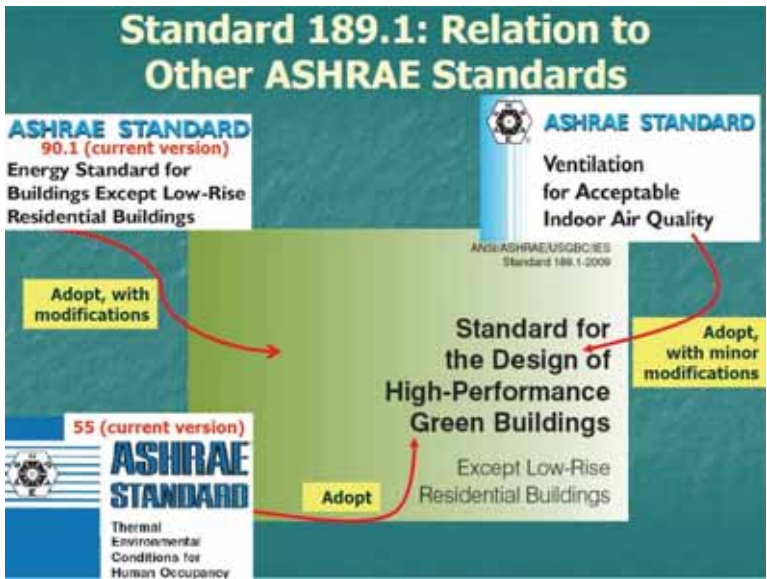 Standard 189.1: Relation to
Other ASHRAE Standards
ASHRAE STANDARD
90.1 (current version)
Energy Standard for
Buildings Except Low-Rise
Residential Buildings
ASHRAE STANDARD
Ventilation
for Acceptable
Indoor Air Quality
Adopt, with
modifications
ANSI/ASHRAE/USGBC/IES
Standard 189.1-2009
Standard for
the Design of
High-Performance
Green Buildings
Except Low-Rise
Residential Buildings
Adopt,
with minor
modifications
55 (current version)
ASHRAE
STANDARD
Thermal
Environmental
Conditions for
Human Occupancy
Adopt